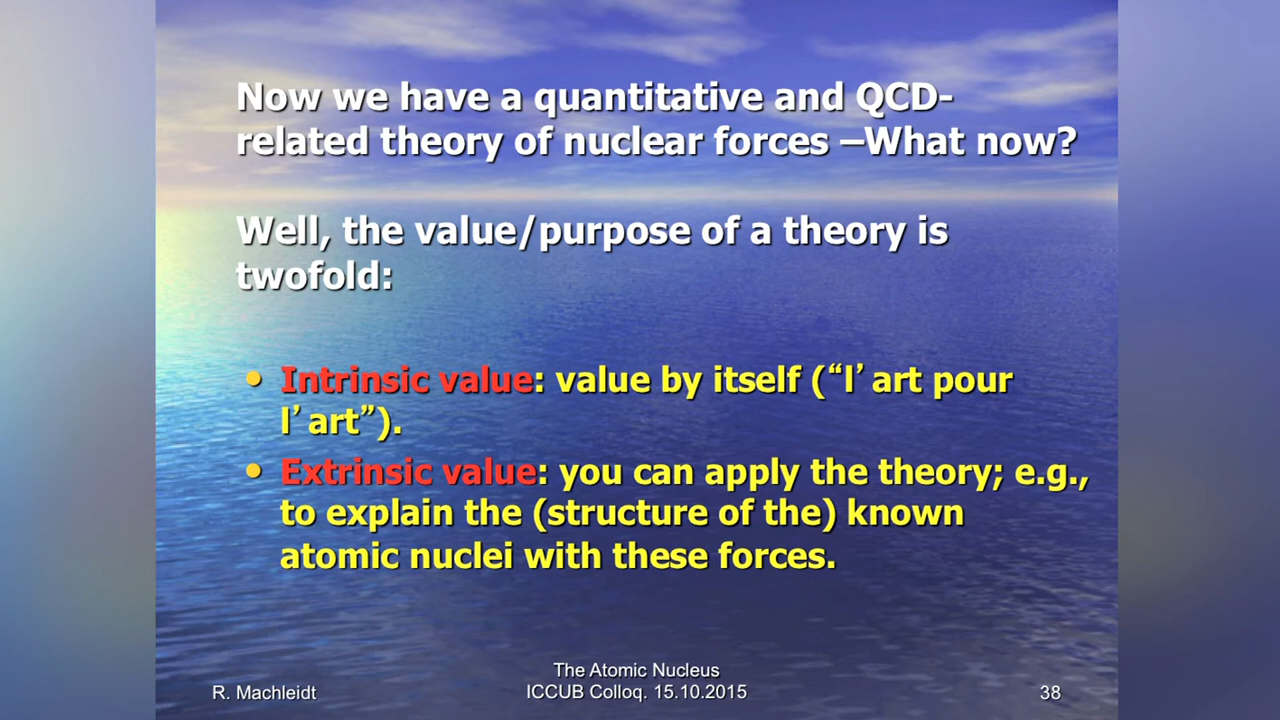 Now we have a quantitative and QCD-
related theory of nuclear forces –What now?
Well, the value/purpose of a theory is
twofold:
• Intrinsic value: value by itself (“l’ art pour
l’ art”).
• Extrinsic value: you can apply the theory; e.g.,
to explain the (structure of the) known
atomic nuclei with these forces.
The Atomic Nucleus
R. Machleidt ICCUB Colloq. 15.10.2015 38